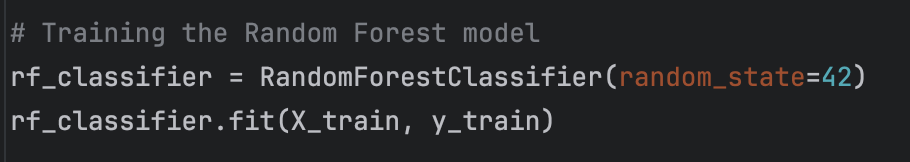 # Training the Random Forest model
rf_classifier = RandomForestClassifier(random_state=42)
rf_classifier.fit(X_train, y_train)